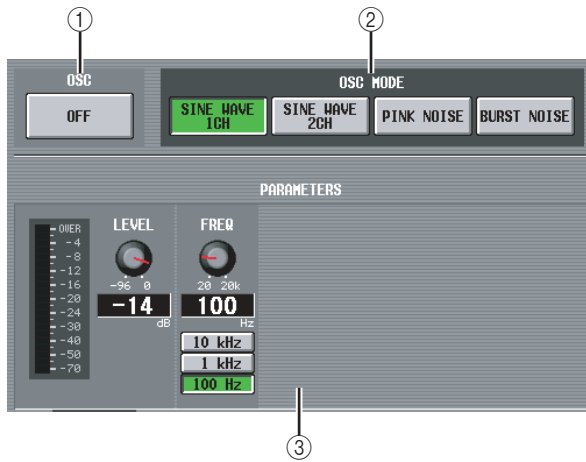 ① ②
OSC OSC MODE
OFF SINE WAVE 1CH SINE WAVE 2CH PINK NOISE BURST NOISE
PARAMETERS
OVER
-4
-8
-12
-16
-20
-24
-30
-40
-50
-70
LEVEL
-96 0
-14
dB
FREQ
20 20k
100
Hz
10 kHz
1 kHz
100 Hz
③